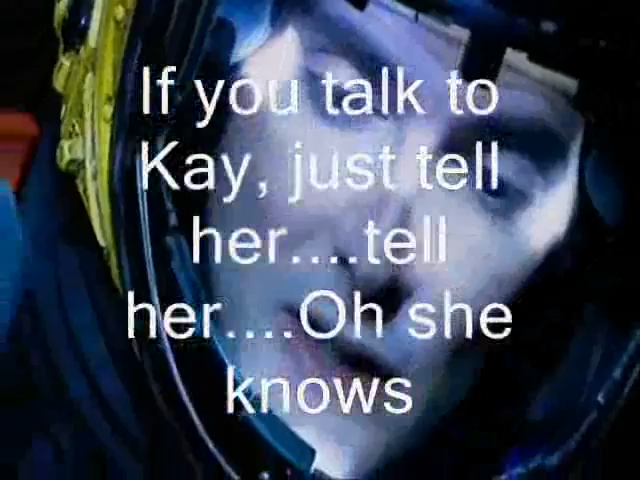 If you talk to
Kay, just tell
her....tell
her....Oh she
knows